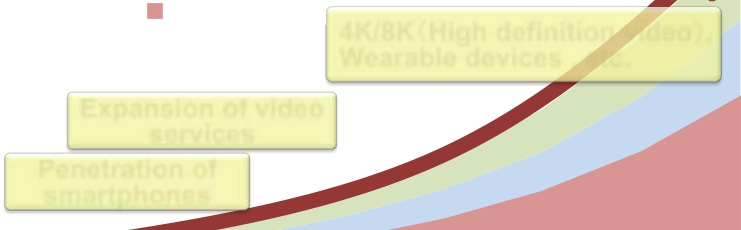 4K/8K(High definition video),
Wearable devices , etc.
Expansion of video
services
Penetration of
smartphones